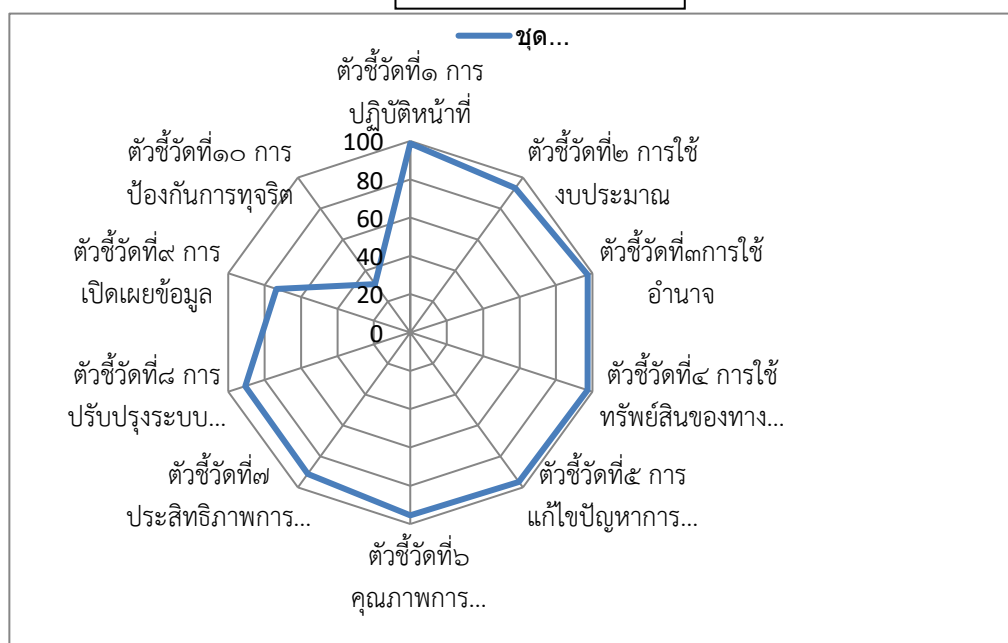 ชุด...
ตัวชี้วัดที่๑ การ
ปฏิบัติหน้าที่
ตัวชี้วัดที่๒ การใช้
งบประมาณ
ตัวชี้วัดที่๓การใช้
อำนาจ
ตัวชี้วัดที่๔ การใช้
ทรัพย์สินของทาง...
ตัวชี้วัดที่๕ การ
แก้ไขปัญหาการ...
ตัวชี้วัดที่๖
คุณภาพการ...
ตัวชี้วัดที่๗
ประสิทธิภาพการ...
ตัวชี้วัดที่๘ การ
ปรับปรุงระบบ...
ตัวชี้วัดที่๙ การ
เปิดเผยข้อมูล
ตัวชี้วัดที่๑๐ การ
ป้องกันการทุจริต
100
80
60
40
20
0